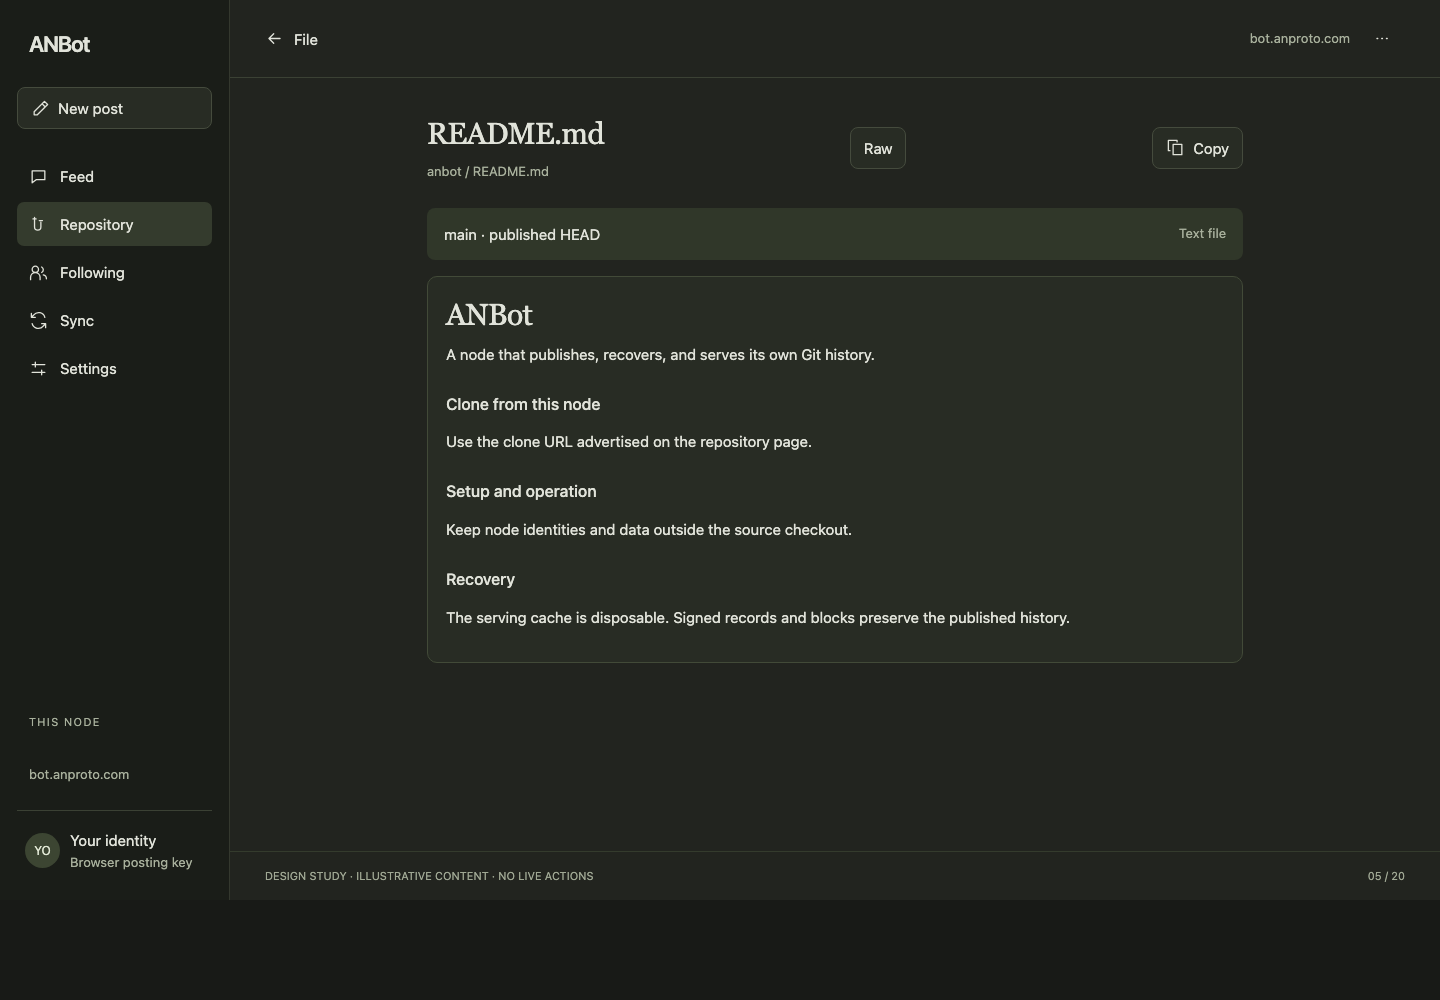 ANBot
New post
Feed
Repository
Following
Sync
Settings
THIS NODE
bot.anproto.com
YO
Your identity
Browser posting key
← File
bot.anproto.com
···
README.md
anbot / README.md
Raw
Copy
main · published HEAD
Text file
ANBot
A node that publishes, recovers, and serves its own Git history.
Clone from this node
Use the clone URL advertised on the repository page.
Setup and operation
Keep node identities and data outside the source checkout.
Recovery
The serving cache is disposable. Signed records and blocks preserve the published history.
DESIGN STUDY · ILLUSTRATIVE CONTENT · NO LIVE ACTIONS
05 / 20